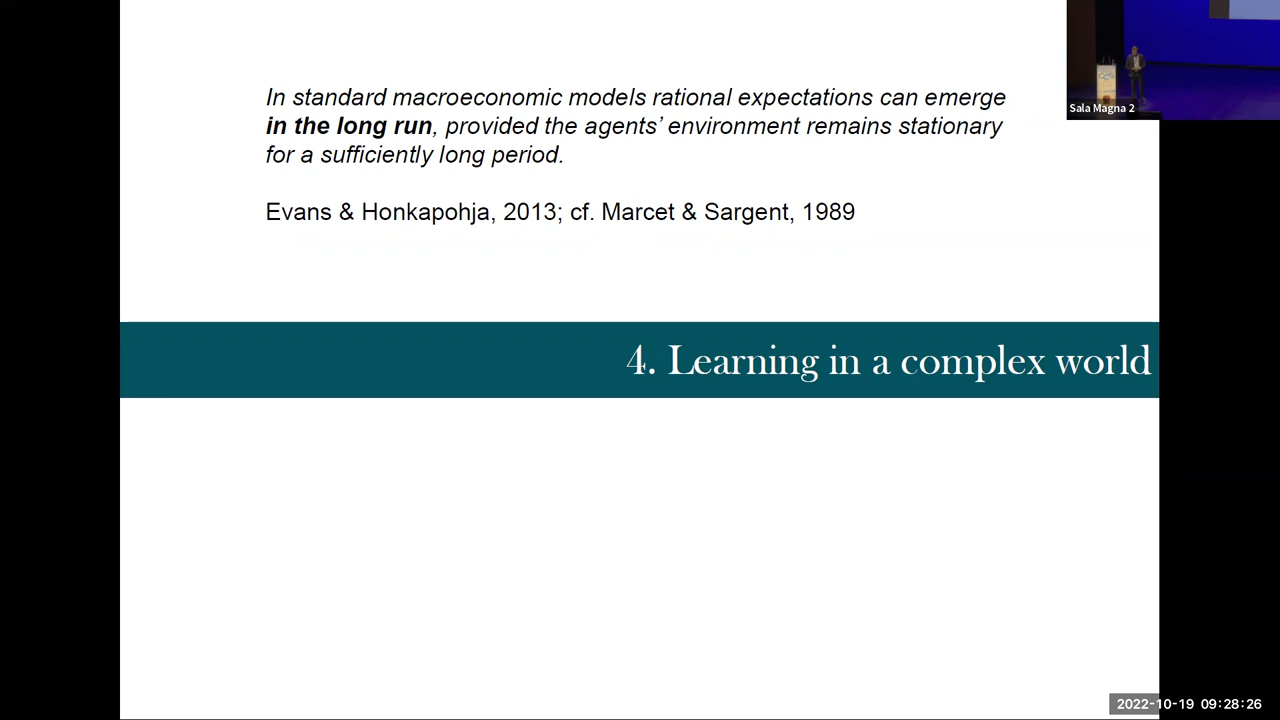 In standard macroeconomic models rational expectations can emerge
in the long run, provided the agents’ environment remains stationary
for a sufficiently long period.
Evans & Honkapohja, 2013; cf. Marcet & Sargent, 1989
Sala Magna 2
4. Learning in a complex world
2022-10-19 09:28:26